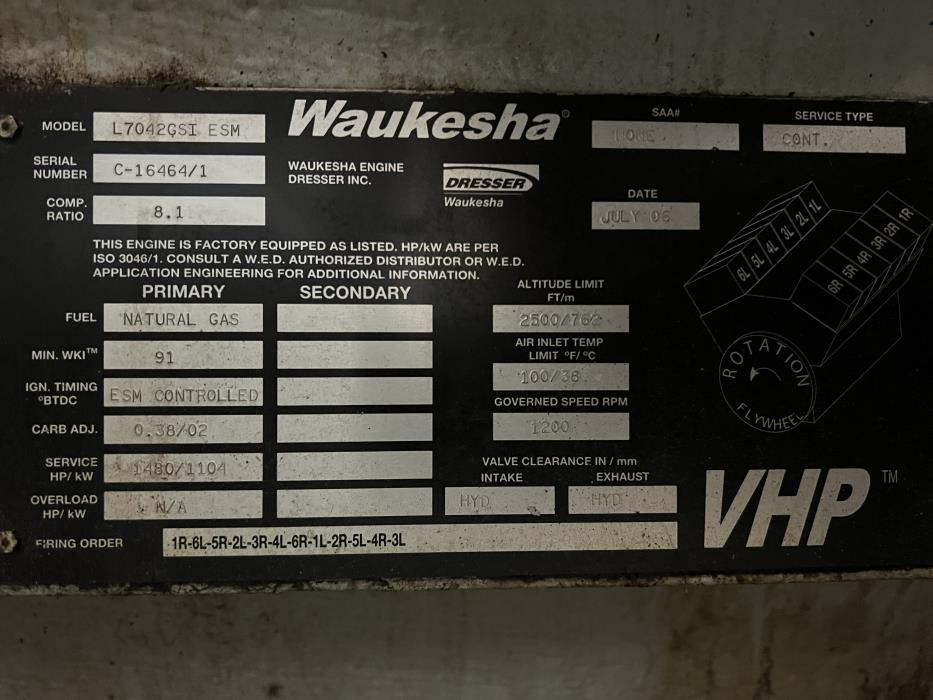 MODEL L7042GSI ESM
Waukesha®
SAA# NONE
SERVICE TYPE CONT.
SERIAL NUMBER C-16464/1
WAUKESHA ENGINE
DRESSER INC.
DRESSER
Waukesha
DATE JULY 06
COMP. RATIO 8.1
THIS ENGINE IS FACTORY EQUIPPED AS LISTED. HP/kW ARE PER
ISO 3046/1. CONSULT A W.E.D. AUTHORIZED DISTRIBUTOR OR W.E.D.
APPLICATION ENGINEERING FOR ADDITIONAL INFORMATION.
PRIMARY SECONDARY
FUEL NATURAL GAS
MIN. WKI™ 91
IGN. TIMING ºBTDC ESM CONTROLLED
CARB ADJ. 0.38/02
SERVICE HP/ kW 1480/1104
OVERLOAD HP/ kW N/A
FIRING ORDER 1R-6L-5R-2L-3R-4L-6R-1L-2R-5L-4R-3L
ALTITUDE LIMIT
FT/m
2500/762
AIR INLET TEMP
LIMIT ºF/ºC
100/38
GOVERNED SPEED RPM
1200
VALVE CLEARANCE IN / mm
INTAKE EXHAUST
HYD HYD
6L 5L 4L 3L 2L 1L
6R 5R 4R 3R 2R 1R
ROTATION
FLYWHEEL
VHP™